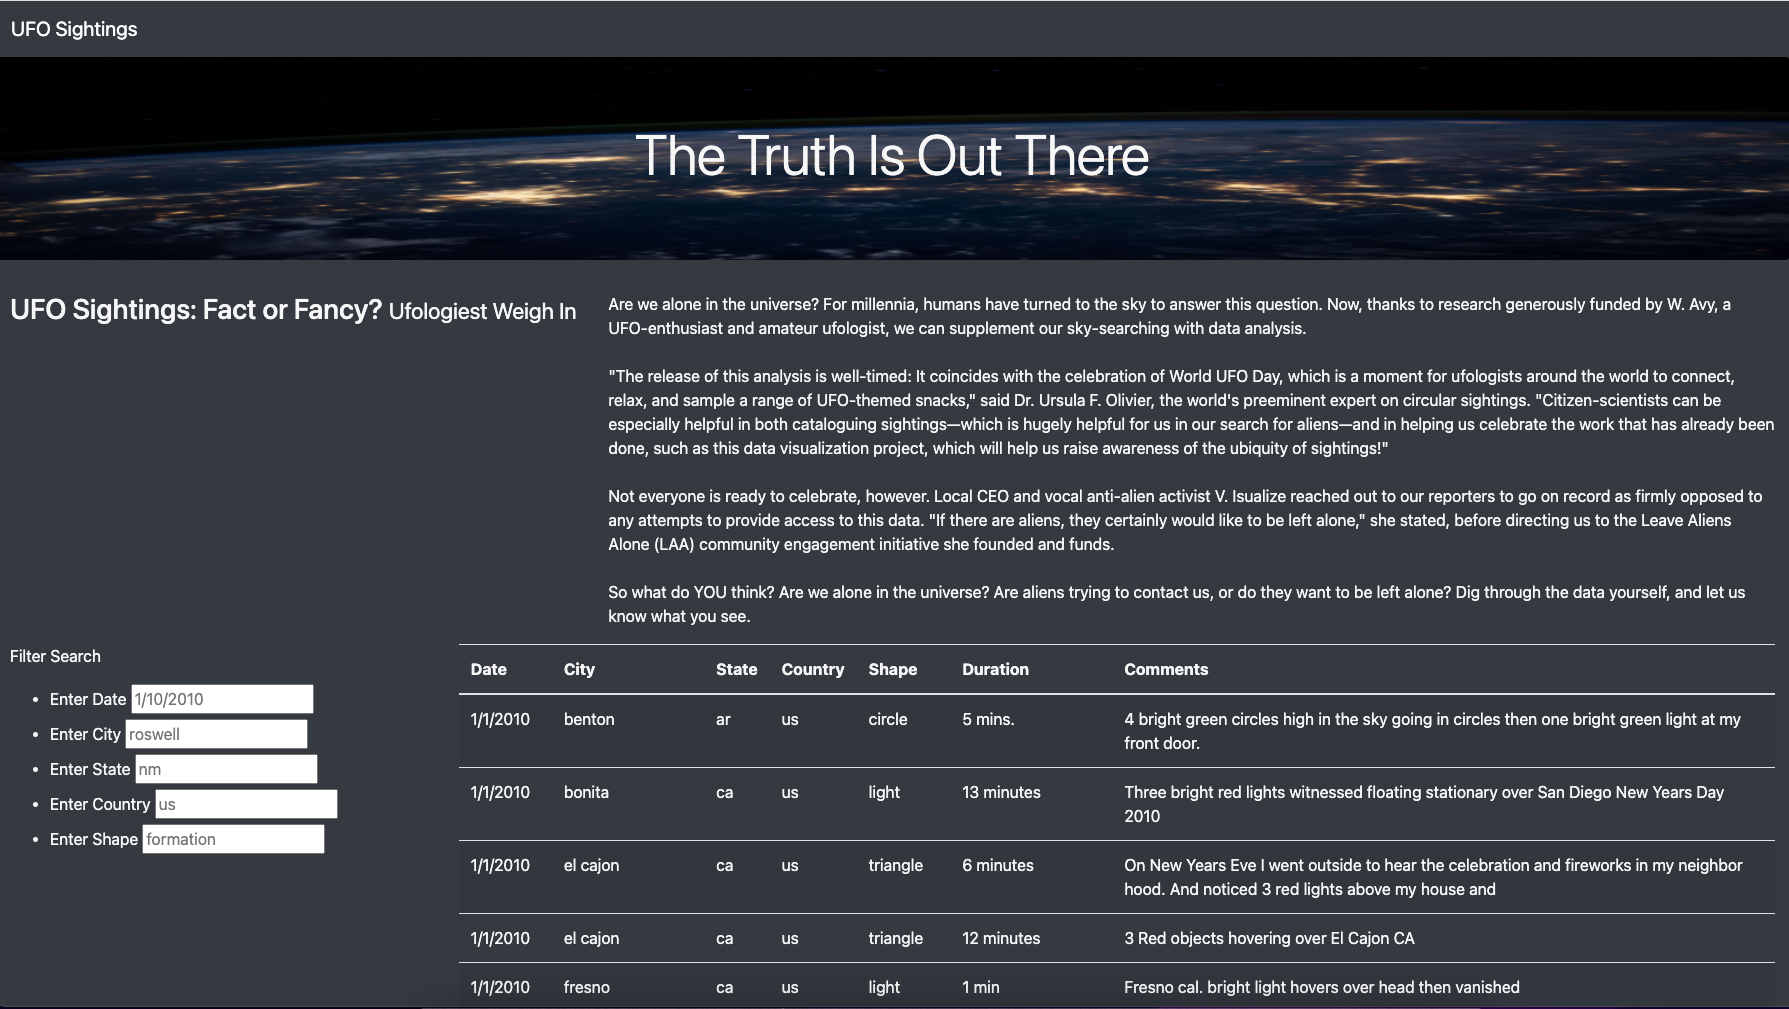 UFO Sightings
The Truth Is Out There
UFO Sightings: Fact or Fancy? Ufologiest Weigh In
Are we alone in the universe? For millennia, humans have turned to the sky to answer this question. Now, thanks to research generously funded by W. Avy, a
UFO-enthusiast and amateur ufologist, we can supplement our sky-searching with data analysis.
"The release of this analysis is well-timed: It coincides with the celebration of World UFO Day, which is a moment for ufologists around the world to connect,
relax, and sample a range of UFO-themed snacks," said Dr. Ursula F. Olivier, the world's preeminent expert on circular sightings. "Citizen-scientists can be
especially helpful in both cataloguing sightings—which is hugely helpful for us in our search for aliens—and in helping us celebrate the work that has already been
done, such as this data visualization project, which will help us raise awareness of the ubiquity of sightings!"
Not everyone is ready to celebrate, however. Local CEO and vocal anti-alien activist V. Isualize reached out to our reporters to go on record as firmly opposed to
any attempts to provide access to this data. "If there are aliens, they certainly would like to be left alone," she stated, before directing us to the Leave Aliens
Alone (LAA) community engagement initiative she founded and funds.
So what do YOU think? Are we alone in the universe? Are aliens trying to contact us, or do they want to be left alone? Dig through the data yourself, and let us
know what you see.
Filter Search
• Enter Date 1/10/2010
• Enter City roswell
• Enter State nm
• Enter Country us
• Enter Shape formation
Date City State Country Shape Duration Comments
1/1/2010 benton ar us circle 5 mins. 4 bright green circles high in the sky going in circles then one bright green light at my
front door.
1/1/2010 bonita ca us light 13 minutes Three bright red lights witnessed floating stationary over San Diego New Years Day
2010
1/1/2010 el cajon ca us triangle 6 minutes On New Years Eve I went outside to hear the celebration and fireworks in my neighbor
hood. And noticed 3 red lights above my house and
1/1/2010 el cajon ca us triangle 12 minutes 3 Red objects hovering over El Cajon CA
1/1/2010 fresno ca us light 1 min Fresno cal. bright light hovers over head then vanished